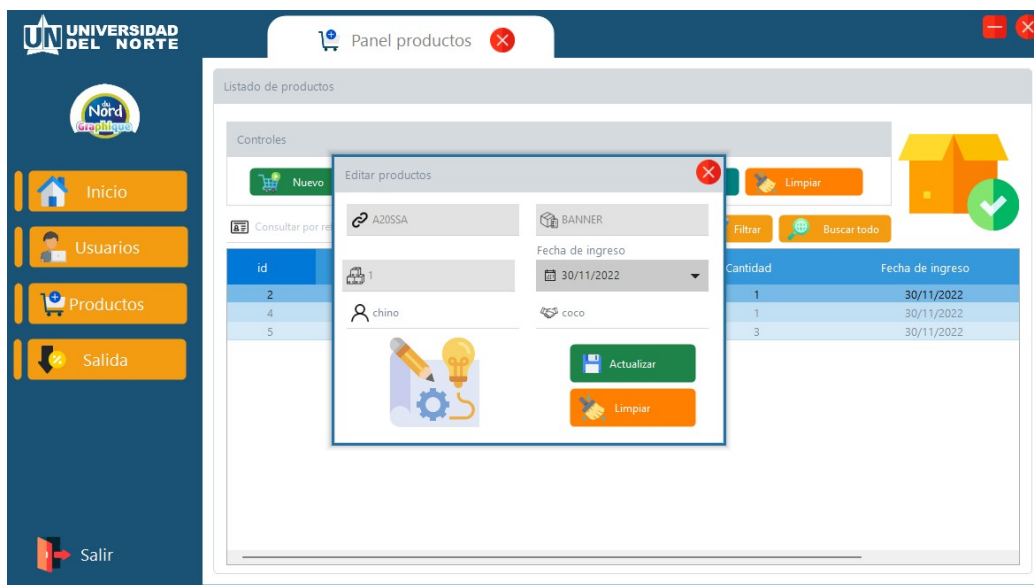 UNIVERSIDAD
DEL NORTE
Panel productos
du
Nord
Graphique
Listado de productos
Controles
Nuevo
Limpiar
Editar productos
A20SSA
BANNER
Fecha de ingreso
1
30/11/2022
chino
coco
Actualizar
Limpiar
Consultar por
Filtrar
Buscar todo
id
Cantidad
Fecha de ingreso
2
1
30/11/2022
4
1
30/11/2022
5
3
30/11/2022
Inicio
Usuarios
Productos
Salida
Salir